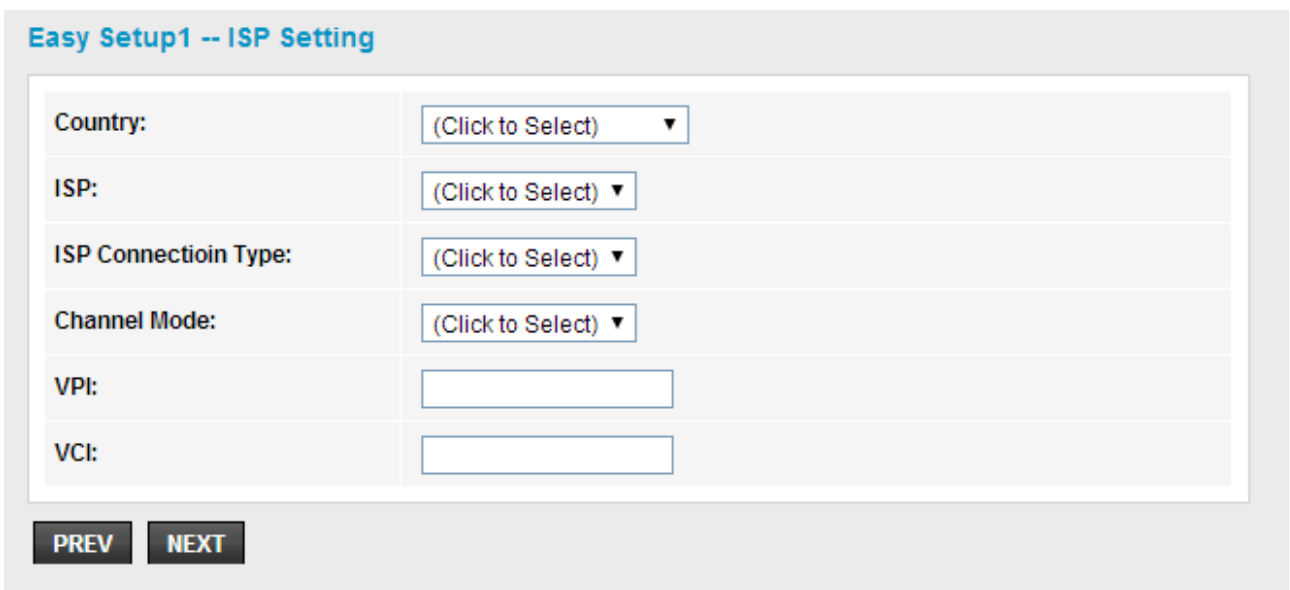 Easy Setup1 -- ISP Setting
Country: (Click to Select)
ISP: (Click to Select)
ISP Connectioin Type: (Click to Select)
Channel Mode: (Click to Select)
VPI:
VCI:
PREV NEXT